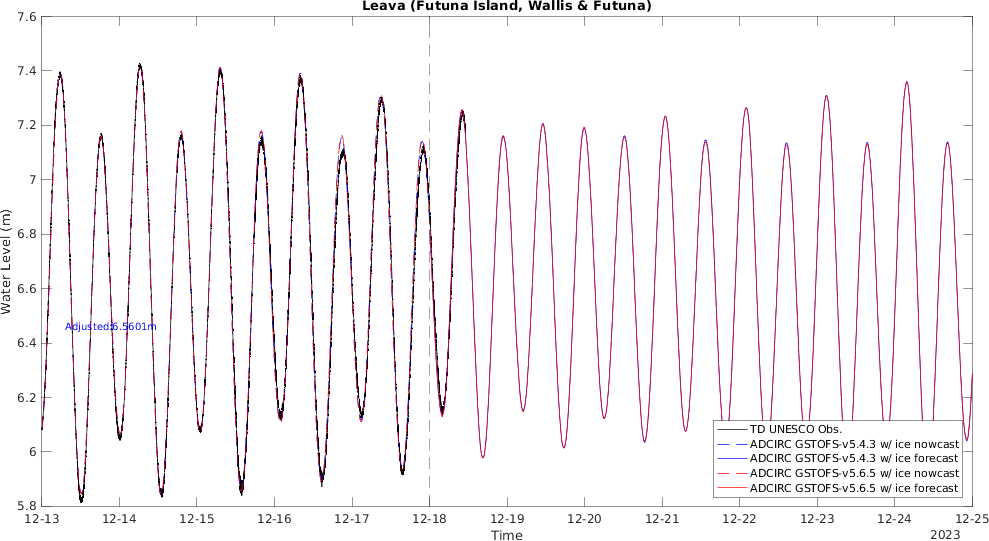 Leava (Futuna Island, Wallis & Futuna)
7.6
7.4
7.2
7
6.8
6.6
6.4
6.2
6
5.8
Water Level (m)
Adjusted:6.5601m
TD UNESCO Obs.
ADCIRC GSTOFS-v5.4.3 w/ ice nowcast
ADCIRC GSTOFS-v5.4.3 w/ ice forecast
ADCIRC GSTOFS-v5.6.5 w/ ice nowcast
ADCIRC GSTOFS-v5.6.5 w/ ice forecast
12-13 12-14 12-15 12-16 12-17 12-18 12-19 12-20 12-21 12-22 12-23 12-24 12-25
Time
2023